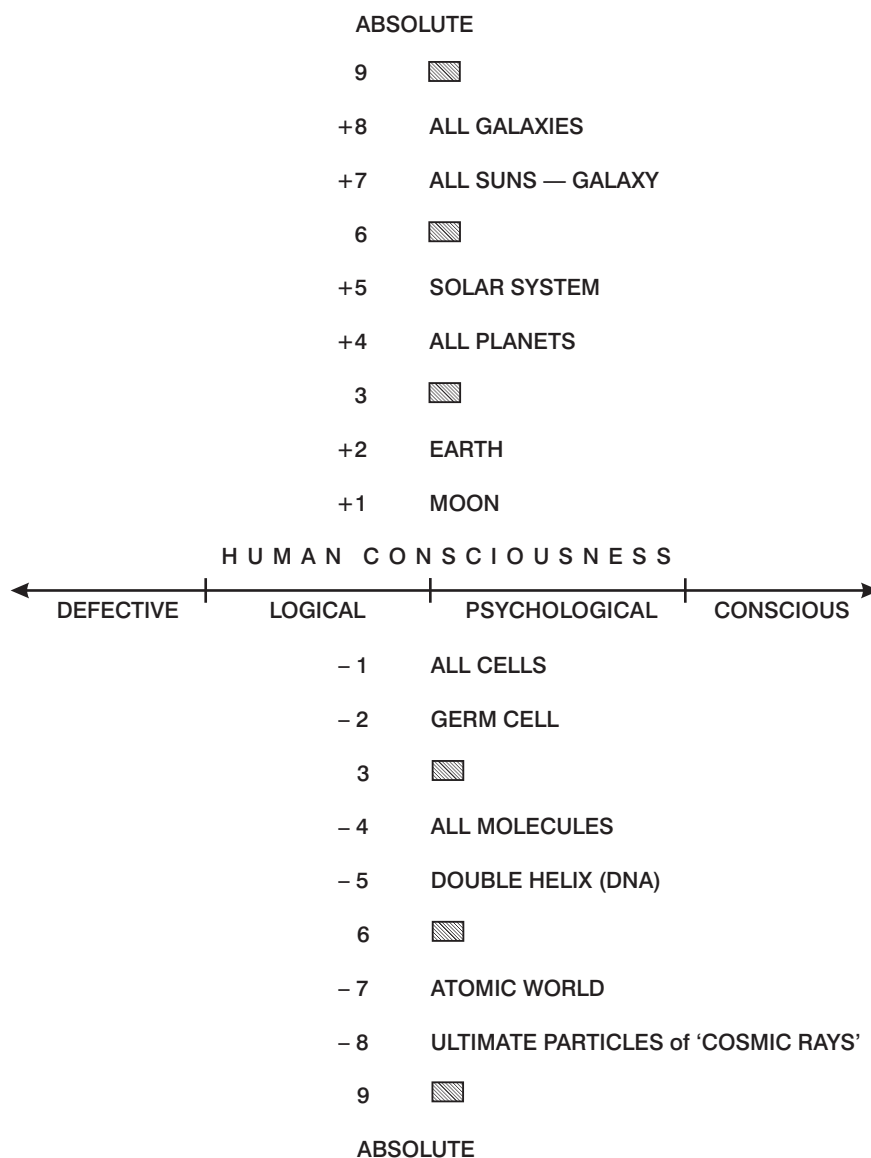 ABSOLUTE
9
+8 ALL GALAXIES
+7 ALL SUNS — GALAXY
6
+5 SOLAR SYSTEM
+4 ALL PLANETS
3
+2 EARTH
+1 MOON
HUMAN CONSCIOUSNESS
DEFECTIVE LOGICAL PSYCHOLOGICAL CONSCIOUS
– 1 ALL CELLS
– 2 GERM CELL
3
– 4 ALL MOLECULES
– 5 DOUBLE HELIX (DNA)
6
– 7 ATOMIC WORLD
– 8 ULTIMATE PARTICLES of ‘COSMIC RAYS’
9
ABSOLUTE